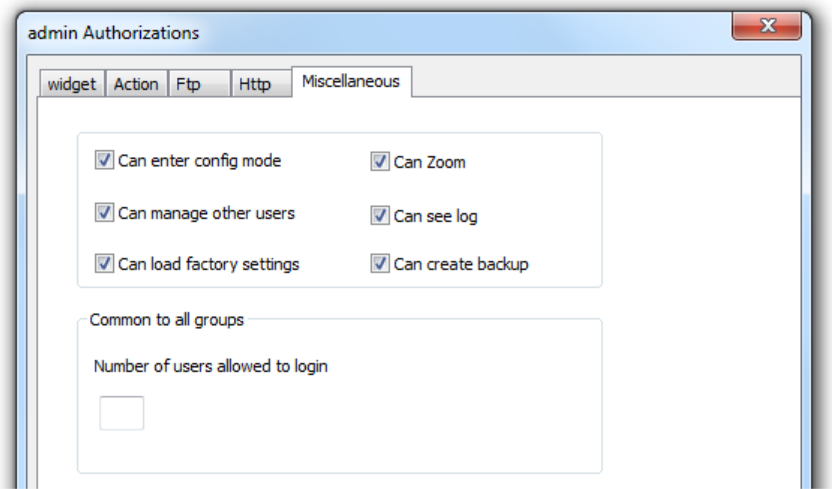 admin Authorizations
widget Action Ftp Http Miscellaneous
Can enter config mode Can Zoom
Can manage other users Can see log
Can load factory settings Can create backup
Common to all groups
Number of users allowed to login